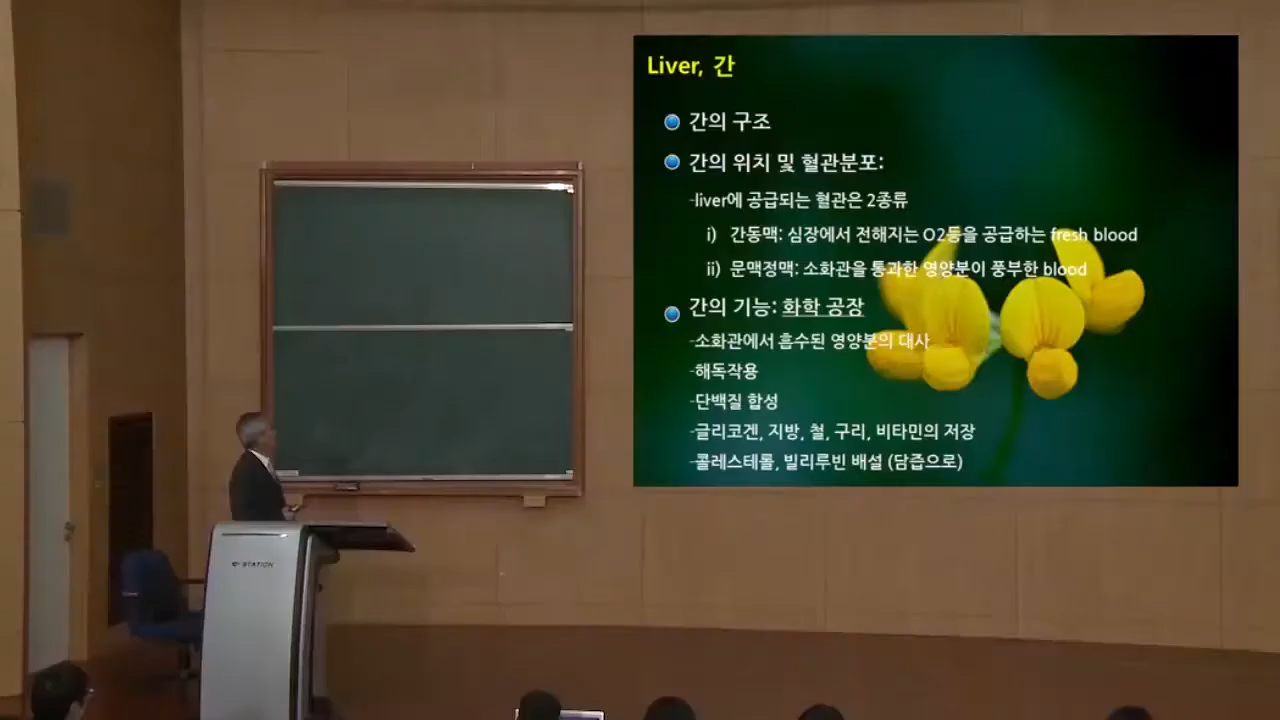 Liver, 간
간의 구조
간의 위치 및 혈관분포:
-liver에 공급되는 혈관은 2종류
i) 간동맥: 심장에서 전해지는 O2등을 공급하는 fresh blood
ii) 문맥정맥: 소화관을 통과한 영양분이 풍부한 blood
간의 기능: 화학 공장
-소화관에서 흡수된 영양분의 대사
-해독작용
-단백질 합성
-글리코겐, 지방, 철, 구리, 비타민의 저장
-콜레스테롤, 빌리루빈 배설 (담즙으로)
STATION